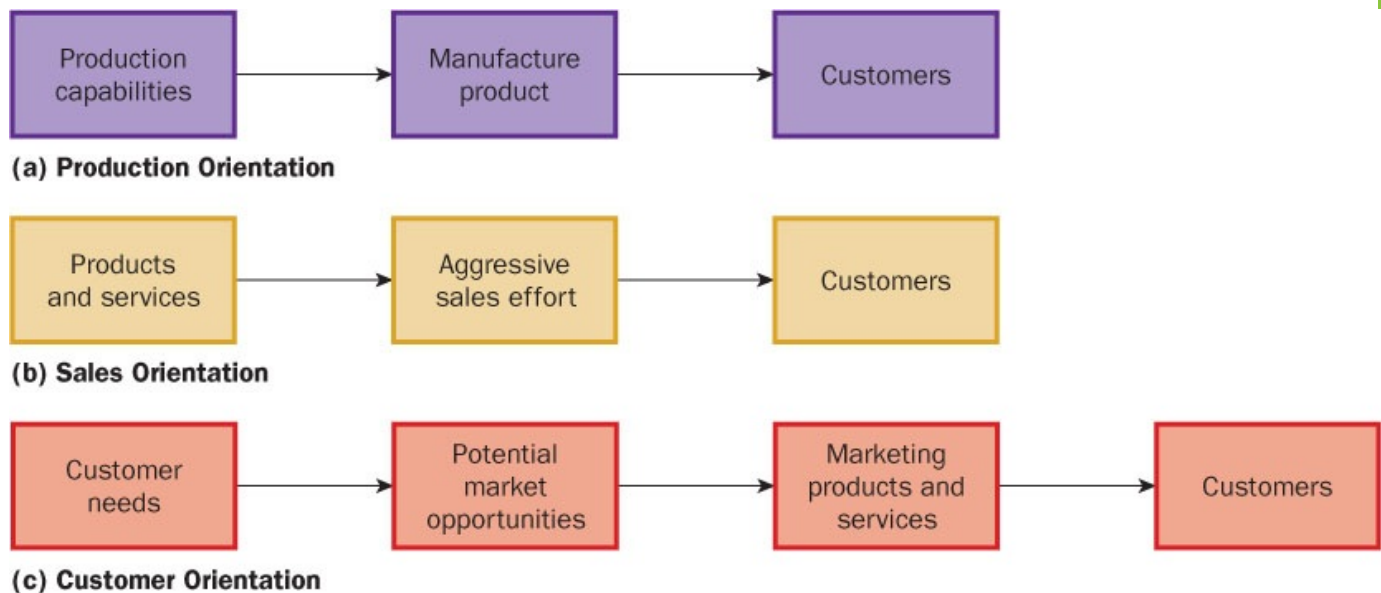 Production
capabilities
Manufacture
product
Customers
(a) Production Orientation
Products
and services
Aggressive
sales effort
Customers
(b) Sales Orientation
Customer
needs
Potential
market
opportunities
Marketing
products and
services
Customers
(c) Customer Orientation